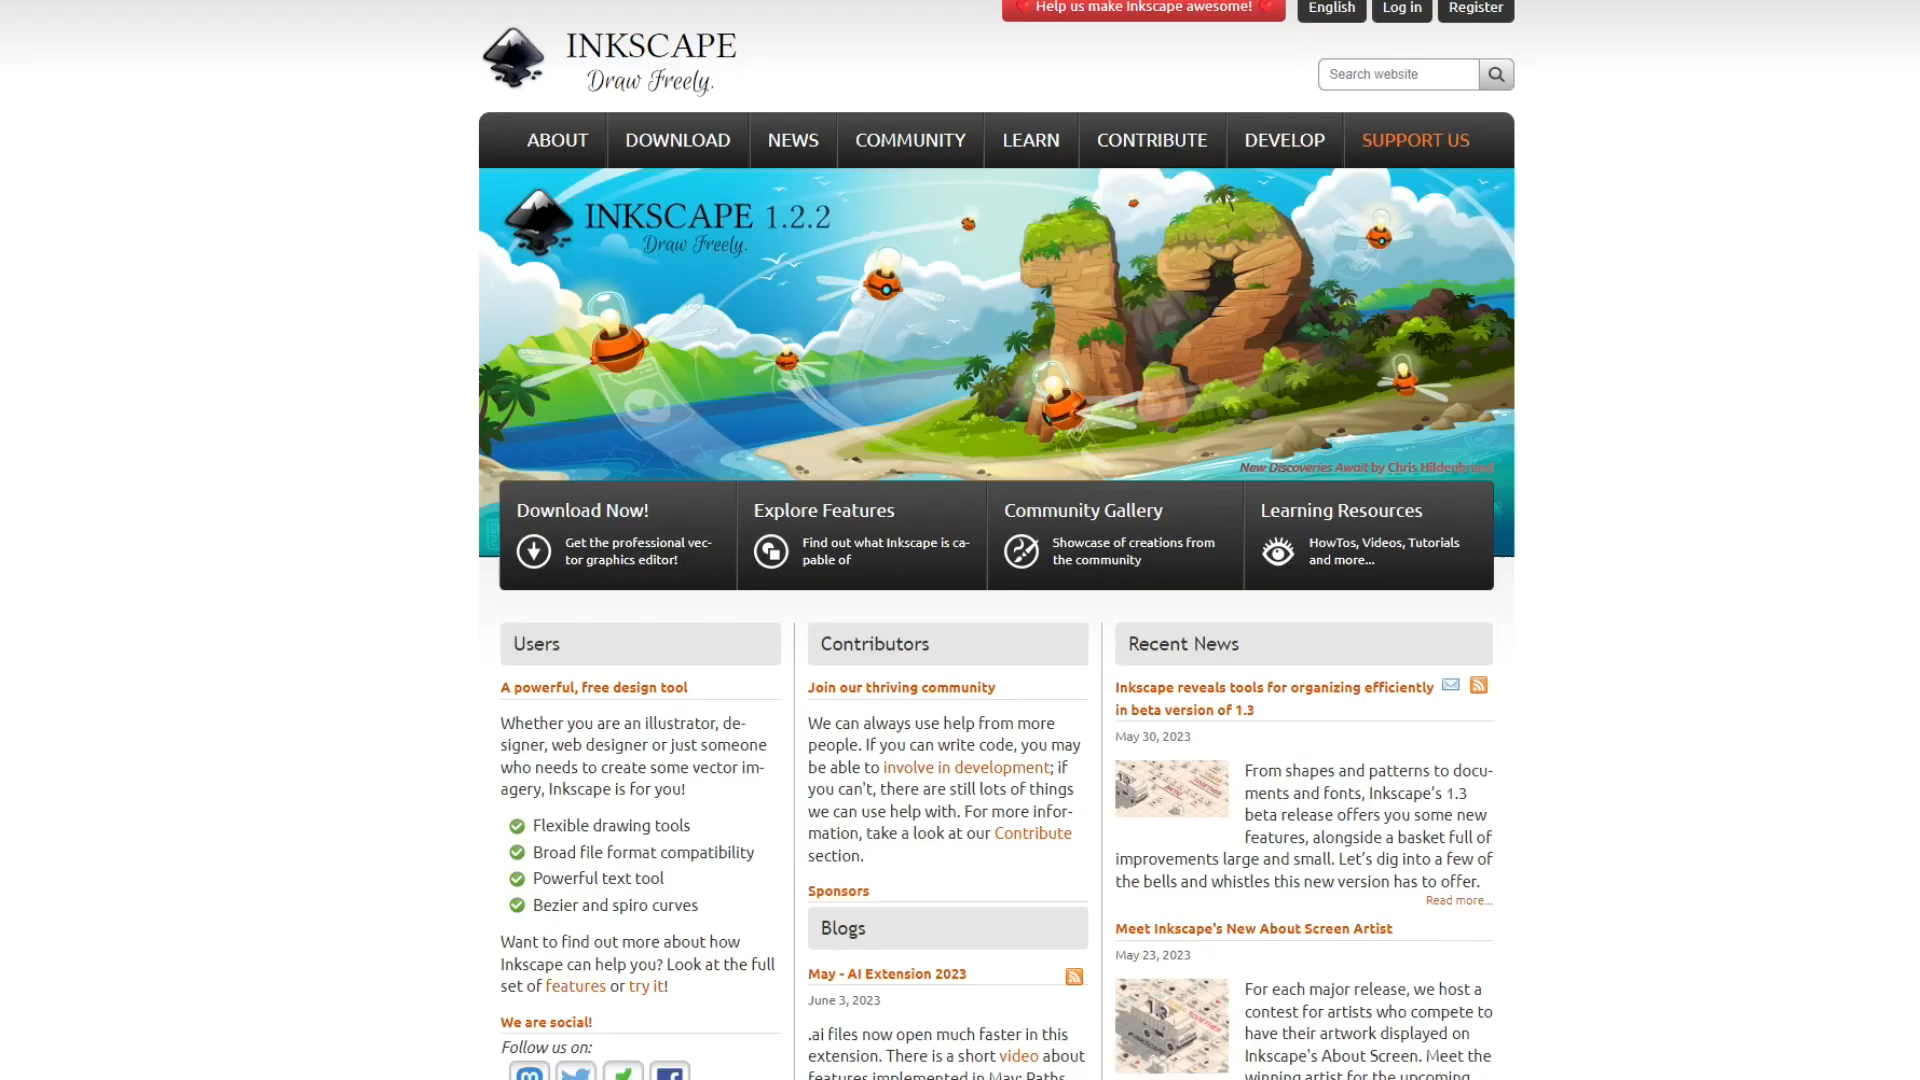 Help us make Inkscape awesome!
English
Log in
Register
INKSCAPE
Draw Freely.
Search website
ABOUT
DOWNLOAD
NEWS
COMMUNITY
LEARN
CONTRIBUTE
DEVELOP
SUPPORT US
INKSCAPE 1.2.2
Draw Freely.
New Discoveries Await by Chris Hildenbrand
Download Now!
Get the professional vec-
tor graphics editor!
Explore Features
Find out what Inkscape is ca-
pable of
Community Gallery
Showcase of creations from
the community
Learning Resources
HowTos, Videos, Tutorials
and more...
Users
A powerful, free design tool
Whether you are an illustrator, de-
signer, web designer or just someone
who needs to create some vector im-
agery, Inkscape is for you!
Flexible drawing tools
Broad file format compatibility
Powerful text tool
Bezier and spiro curves
Want to find out more about how
Inkscape can help you? Look at the full
set of features or try it!
We are social!
Follow us on:
Contributors
Join our thriving community
We can always use help from more
people. If you can write code, you may
be able to involve in development; if
you can't, there are still lots of things
we can use help with. For more infor-
mation, take a look at our Contribute
section.
Sponsors
Blogs
May - AI Extension 2023
June 3, 2023
.ai files now open much faster in this
extension. There is a short video about
features implemented in May: Paths,
Recent News
Inkscape reveals tools for organizing efficiently
in beta version of 1.3
May 30, 2023
From shapes and patterns to docu-
ments and fonts, Inkscape’s 1.3
beta release offers you some new
features, alongside a basket full of
improvements large and small. Let’s dig into a few of
the bells and whistles this new version has to offer.
Read more...
Meet Inkscape's New About Screen Artist
May 23, 2023
For each major release, we host a
contest for artists who compete to
have their artwork displayed on
Inkscape's About Screen. Meet the
winning artist for the upcoming